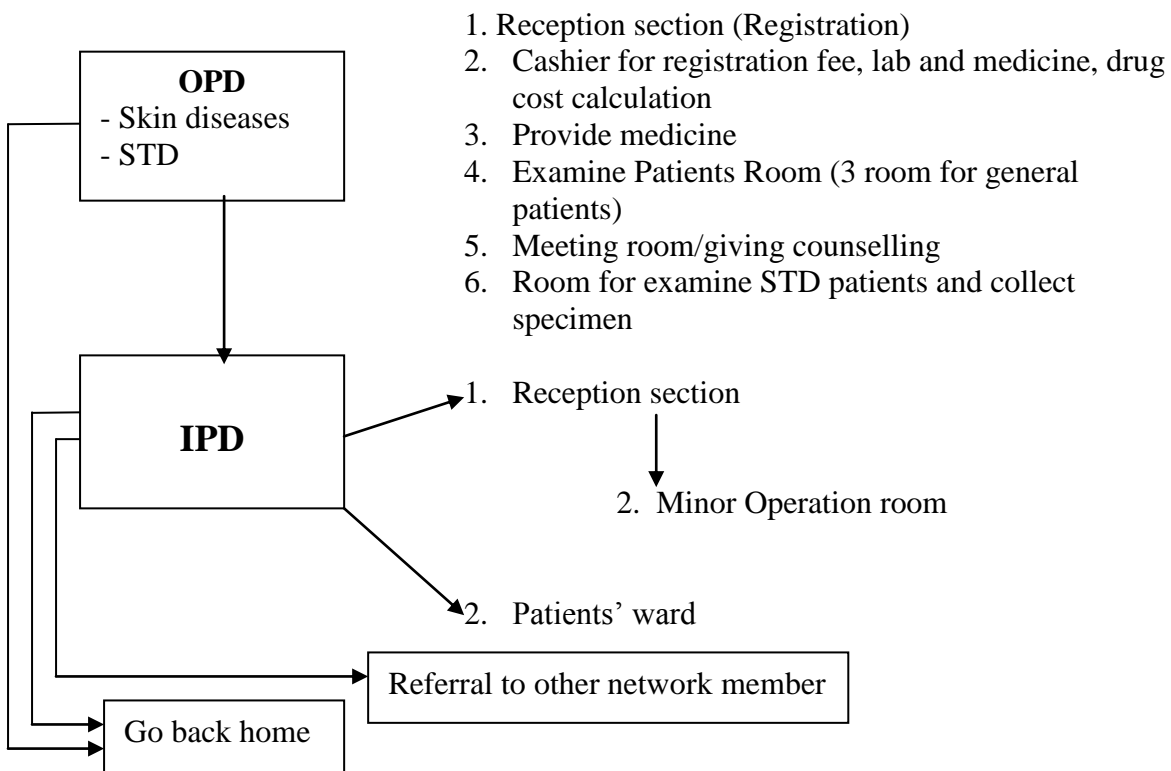 1. Reception section (Registration)
OPD
- Skin diseases
- STD
2. Cashier for registration fee, lab and medicine, drug
cost calculation
3. Provide medicine
4. Examine Patients Room (3 room for general
patients)
5. Meeting room/giving counselling
6. Room for examine STD patients and collect
specimen
IPD
1. Reception section
2. Minor Operation room
2. Patients’ ward
Referral to other network member
Go back home